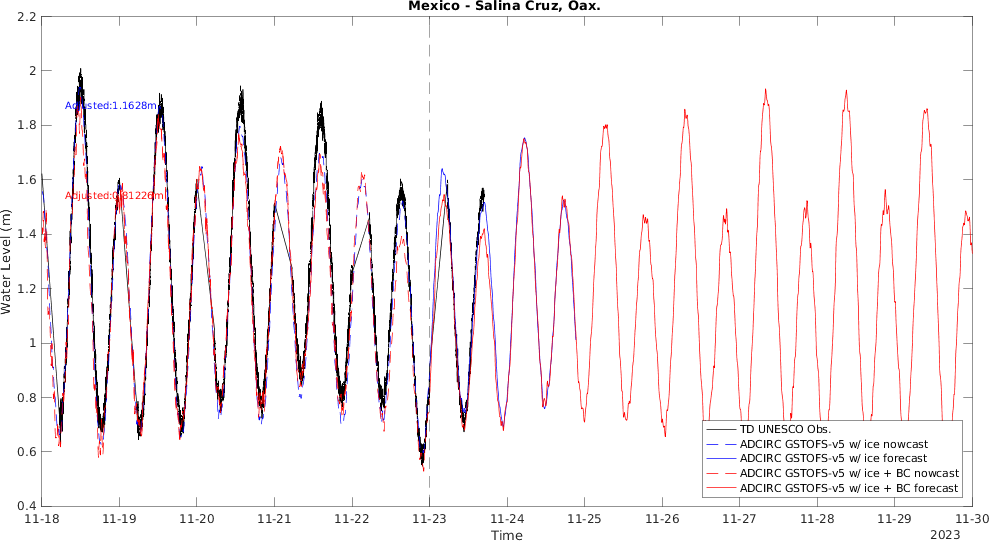 Mexico - Salina Cruz, Oax.
2.2
2
1.8
1.6
1.4
1.2
1
0.8
0.6
0.4
Water Level (m)
Adjusted:1.1628m
Adjusted:0.81226m
TD UNESCO Obs.
ADCIRC GSTOFS-v5 w/ ice nowcast
ADCIRC GSTOFS-v5 w/ ice forecast
ADCIRC GSTOFS-v5 w/ ice + BC nowcast
ADCIRC GSTOFS-v5 w/ ice + BC forecast
11-18 11-19 11-20 11-21 11-22 11-23 11-24 11-25 11-26 11-27 11-28 11-29 11-30
Time
2023